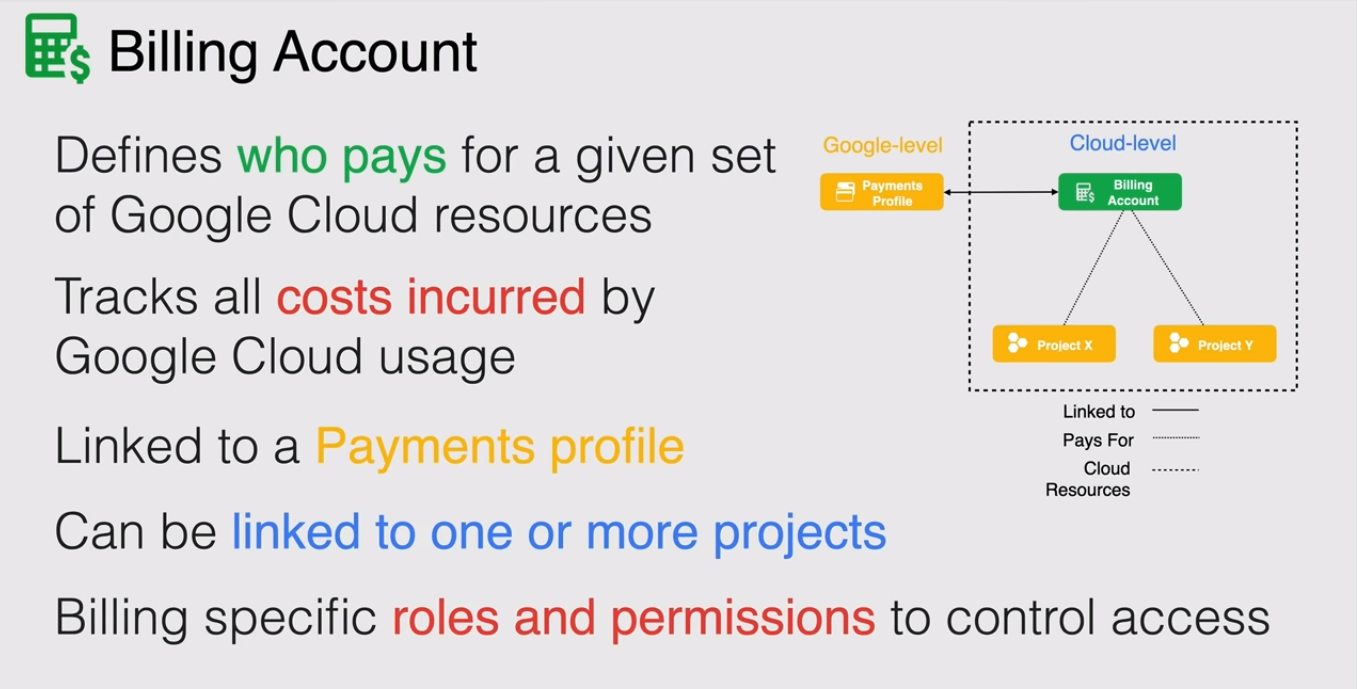 Billing Account
Defines who pays for a given set
of Google Cloud resources
Tracks all costs incurred by
Google Cloud usage
Linked to a Payments profile
Can be linked to one or more projects
Billing specific roles and permissions to control access
Google-level
Cloud-level
Payments
Profile
Billing
Account
Project X
Project Y
Linked to
Pays For
Cloud
Resources